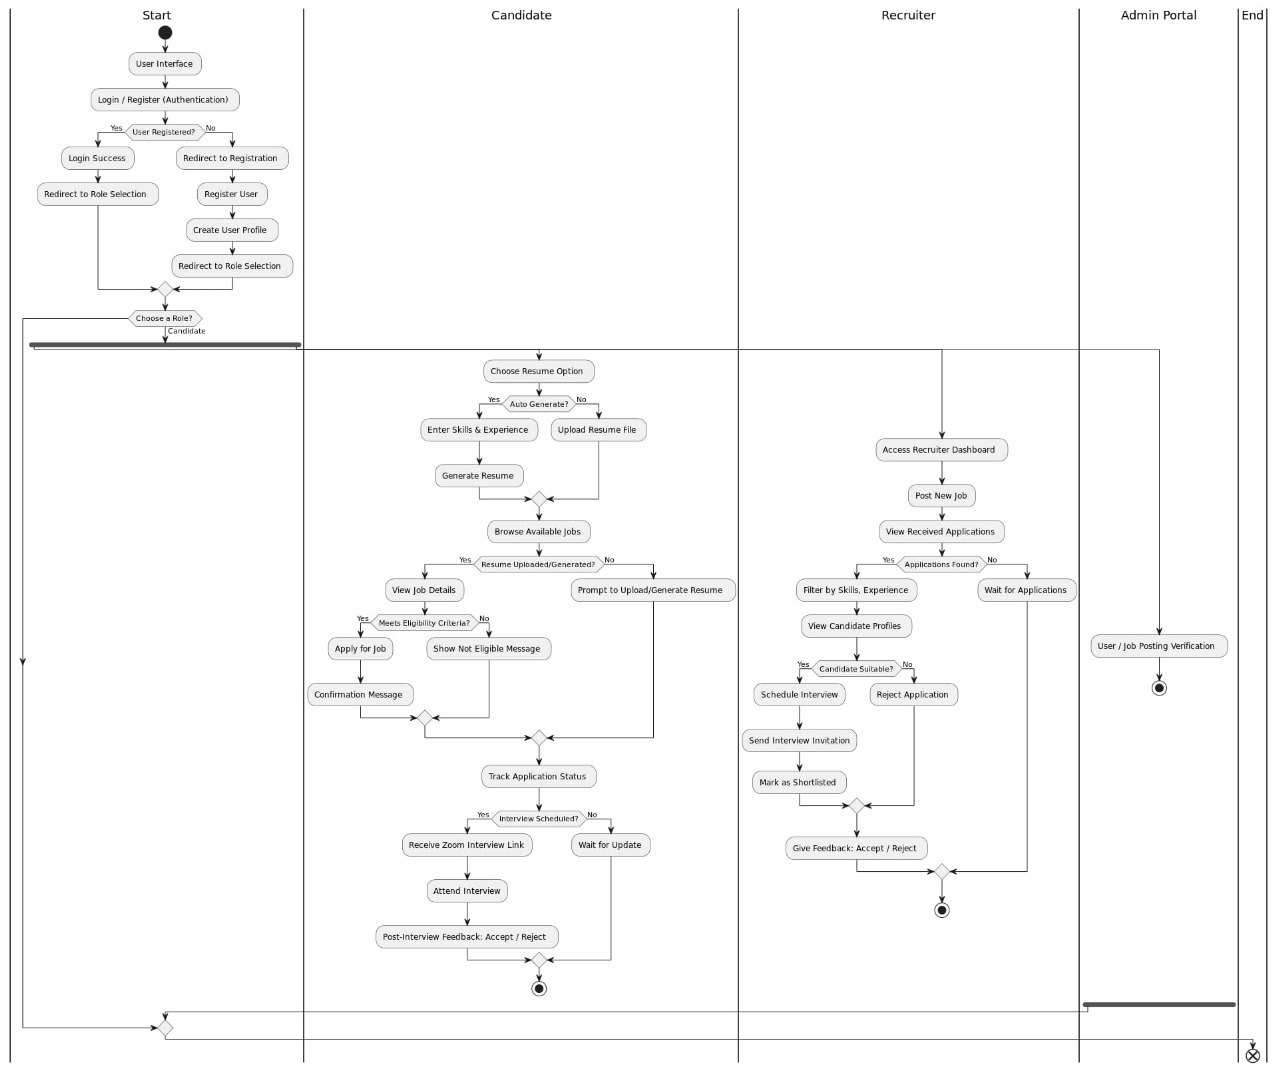 Start
Candidate
Recruiter
Admin Portal
End
User Interface
Login / Register (Authentication)
User Registered?
Yes
No
Login Success
Redirect to Role Selection
Redirect to Registration
Register User
Create User Profile
Redirect to Role Selection
Choose a Role?
Candidate
Choose Resume Option
Auto Generate?
Yes
No
Enter Skills & Experience
Generate Resume
Upload Resume File
Browse Available Jobs
Resume Uploaded/Generated?
Yes
No
View Job Details
Meets Eligibility Criteria?
Yes
No
Apply for Job
Confirmation Message
Show Not Eligible Message
Prompt to Upload/Generate Resume
Track Application Status
Interview Scheduled?
Yes
No
Receive Zoom Interview Link
Attend Interview
Post-Interview Feedback: Accept / Reject
Wait for Update
Access Recruiter Dashboard
Post New Job
View Received Applications
Applications Found?
Yes
No
Filter by Skills, Experience
View Candidate Profiles
Candidate Suitable?
Yes
No
Schedule Interview
Send Interview Invitation
Mark as Shortlisted
Reject Application
Give Feedback: Accept / Reject
Wait for Applications
User / Job Posting Verification